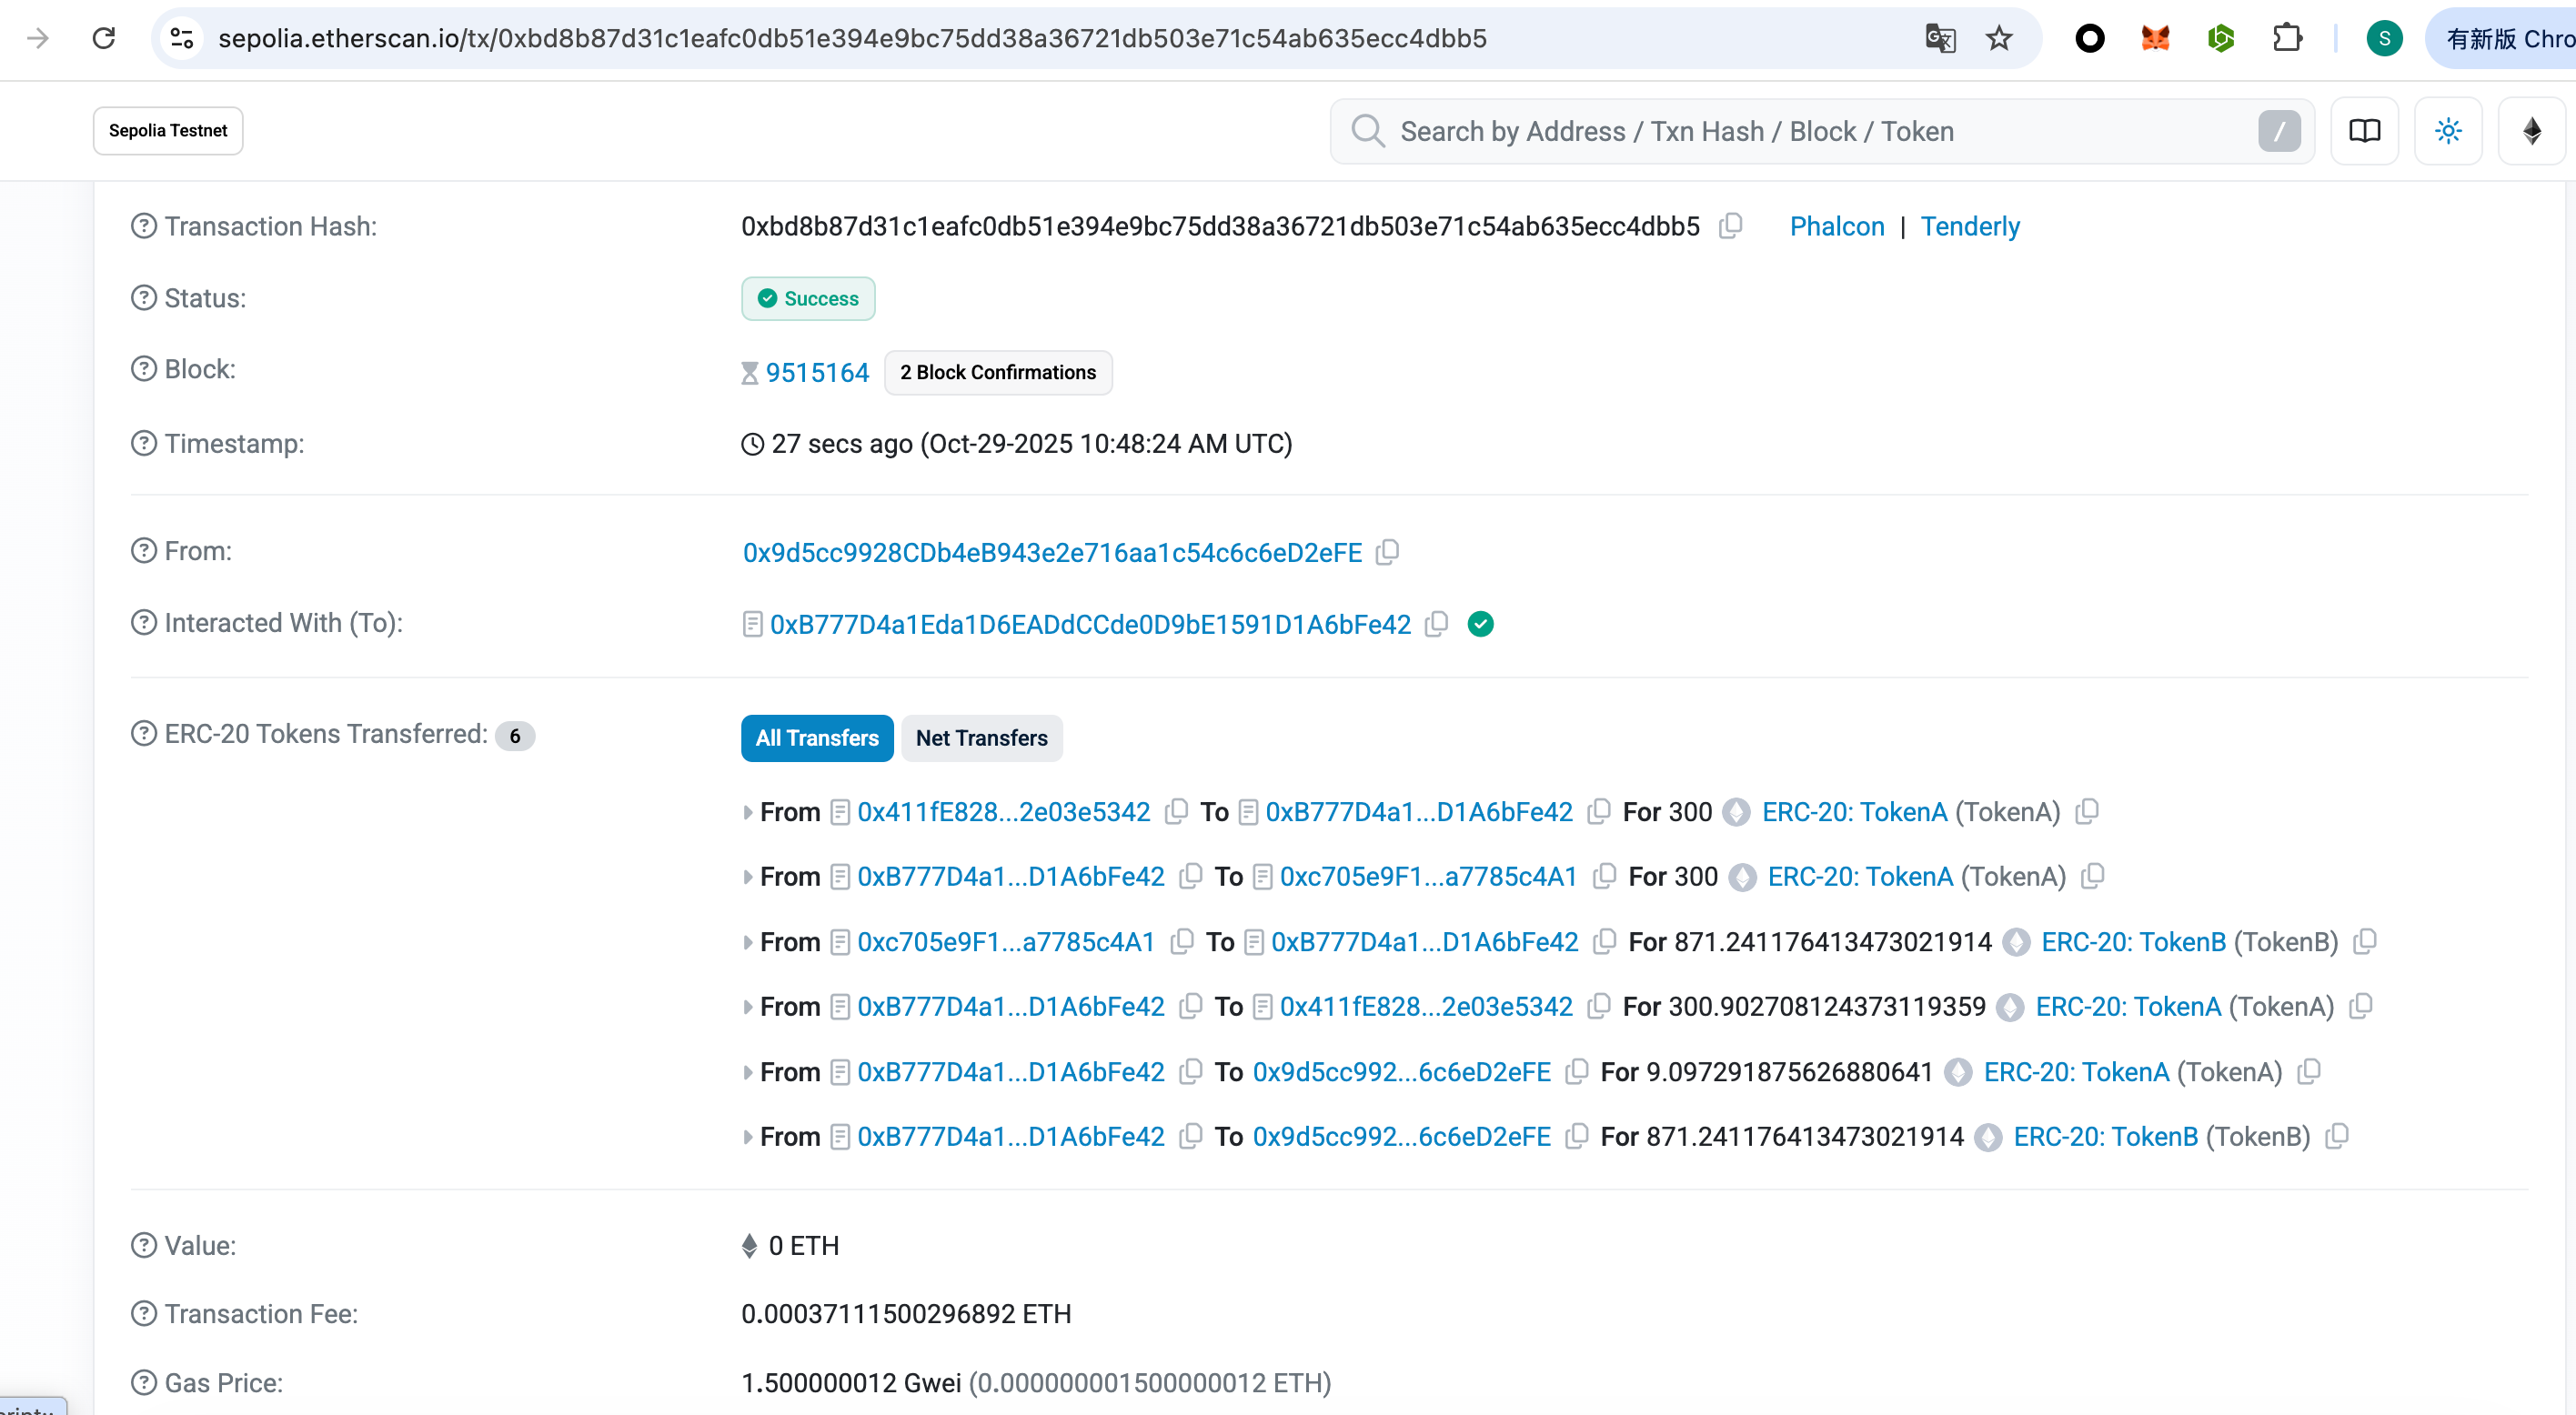 sepolia.etherscan.io/tx/0xbd8b87d31c1eafc0db51e394e9bc75dd38a36721db503e71c54ab635ecc4dbb5
S
有新版 Chro
Sepolia Testnet
Search by Address / Txn Hash / Block / Token
/
Transaction Hash: 0xbd8b87d31c1eafc0db51e394e9bc75dd38a36721db503e71c54ab635ecc4dbb5 Phalcon | Tenderly
Status: Success
Block: 9515164 2 Block Confirmations
Timestamp: 27 secs ago (Oct-29-2025 10:48:24 AM UTC)
From: 0x9d5cc9928CDb4eB943e2e716aa1c54c6c6eD2eFE
Interacted With (To): 0xB777D4a1Eda1D6EADdCCde0D9bE1591D1A6bFe42
ERC-20 Tokens Transferred: 6 All Transfers Net Transfers
From 0x411fE828...2e03e5342 To 0xB777D4a1...D1A6bFe42 For 300 ERC-20: TokenA (TokenA)
From 0xB777D4a1...D1A6bFe42 To 0xc705e9F1...a7785c4A1 For 300 ERC-20: TokenA (TokenA)
From 0xc705e9F1...a7785c4A1 To 0xB777D4a1...D1A6bFe42 For 871.241176413473021914 ERC-20: TokenB (TokenB)
From 0xB777D4a1...D1A6bFe42 To 0x411fE828...2e03e5342 For 300.902708124373119359 ERC-20: TokenA (TokenA)
From 0xB777D4a1...D1A6bFe42 To 0x9d5cc992...6c6eD2eFE For 9.097291875626880641 ERC-20: TokenA (TokenA)
From 0xB777D4a1...D1A6bFe42 To 0x9d5cc992...6c6eD2eFE For 871.241176413473021914 ERC-20: TokenB (TokenB)
Value: 0 ETH
Transaction Fee: 0.00037111500296892 ETH
Gas Price: 1.500000012 Gwei (0.000000001500000012 ETH)